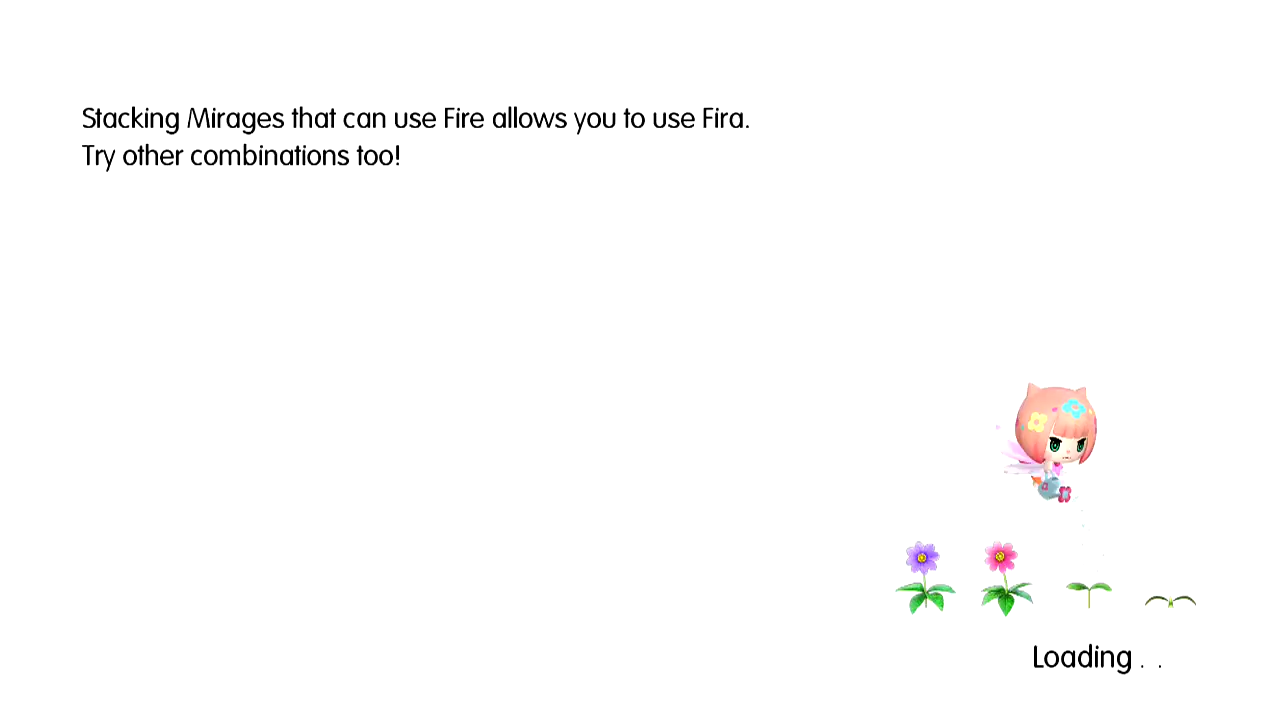 Stacking Mirages that can use Fire allows you to use Fira.
Try other combinations too!
Loading . .